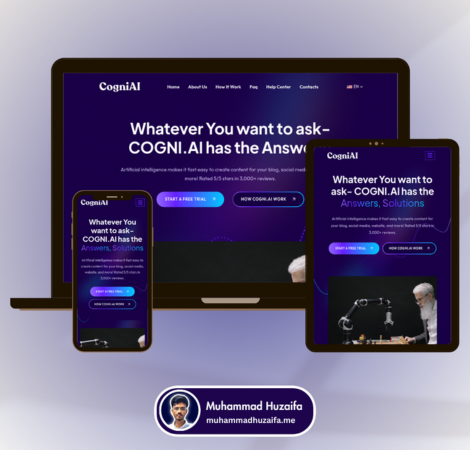 CogniAI
Home About Us How It Work Faq Help Center Contacts EN
Whatever You want to ask-
COGNI.AI has the Answe
Artificial intelligence makes it fast easy to create content for your blog, social med
and more! Rated 5/5 stars in 3,000+ reviews.
START A FREE TRIAL
HOW COGNI.AI WORK
CogniAI
Whatever You
want to ask-
COGNI.AI has the
Answers, Solutions
Artificial intelligence makes it fast easy to
create content for your blog, social media,
website, and more! Rated 5/5 stars in
3,000+ reviews.
START A FREE TRIAL
HOW COGNI.AI WORK
CogniAI
Whatever You want to
ask- COGNI.AI has the
Answers, Solutions
Artificial intelligence makes it fast easy to create content for your
blog, social media, website, and more! Rated 5/5 stars in
3,000+ reviews.
START A FREE TRIAL
HOW COGNI.AI WORK
Muhammad Huzaifa
muhammadhuzaifa.me